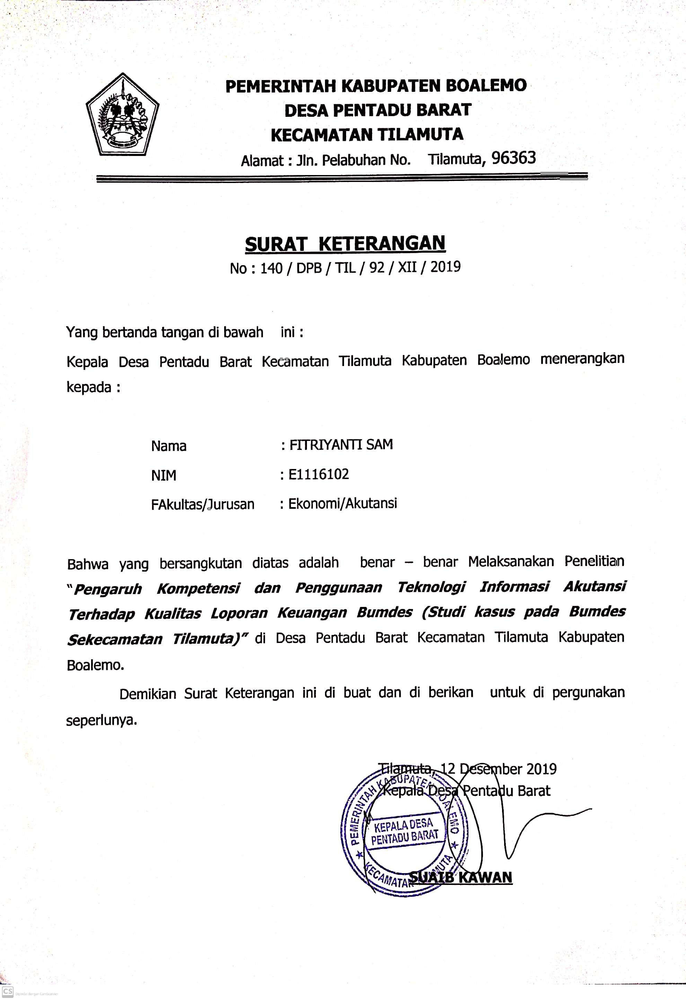 PEMERINTAH KABUPATEN BOALEMO
DESA PENTADU BARAT
KECAMATAN TILAMUTA
Alamat : Jln. Pelabuhan No. Tilamuta, 96363
SURAT KETERANGAN
No : 140 / DPB / TIL / 92 / XII / 2019
Yang bertanda tangan di bawah ini :
Kepala Desa Pentadu Barat Kecamatan Tilamuta Kabupaten Boalemo menerangkan
kepada :
Nama : FITRIYANTI SAM
NIM : E1116102
FAkultas/Jurusan : Ekonomi/Akutansi
Bahwa yang bersangkutan diatas adalah benar – benar Melaksanakan Penelitian
"Pengaruh Kompetensi dan Penggunaan Teknologi Informasi Akutansi
Terhadap Kualitas Loporan Keuangan Bumdes (Studi kasus pada Bumdes
Sekecamatan Tilamuta)" di Desa Pentadu Barat Kecamatan Tilamuta Kabupaten
Boalemo.
Demikian Surat Keterangan ini di buat dan di berikan untuk di pergunakan
seperlunya.
Tilamuta, 12 Desember 2019
Kepala Desa Pentadu Barat
PEMERINTAH KABUPATEN BOALEMO
KEPALA DESA
PENTADU BARAT
KECAMATAN TILAMUTA
SUAIB KAWAN
CS Dipindai dengan CamScanner